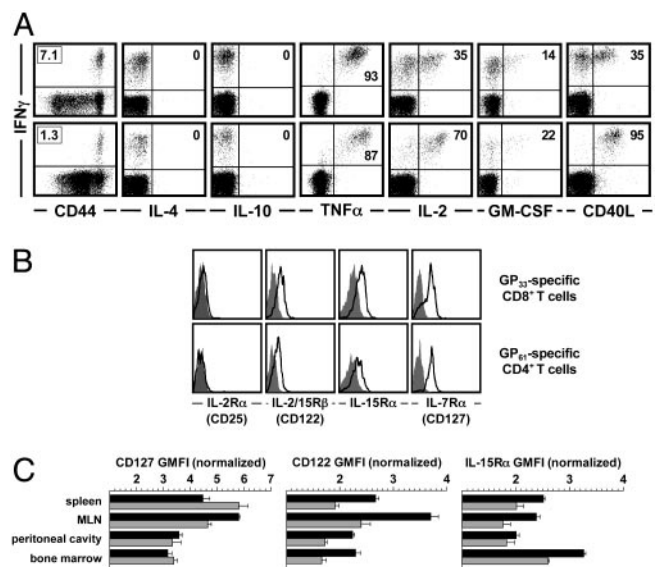 A
IFNγ
7.1 0 0 93 35 14 35
1.3 0 0 87 70 22 95
CD44 IL-4 IL-10 TNFα IL-2 GM-CSF CD40L
B
GP33-specific
CD8+ T cells
GP61-specific
CD4+ T cells
IL-2Rα IL-2/15Rβ IL-15Rα IL-7Rα
(CD25) (CD122) (CD127)
C
CD127 GMFI (normalized) CD122 GMFI (normalized) IL-15Rα GMFI (normalized)
2 3 4 5 6 2 3 4 2 3 4
spleen
MLN
peritoneal cavity
bone marrow